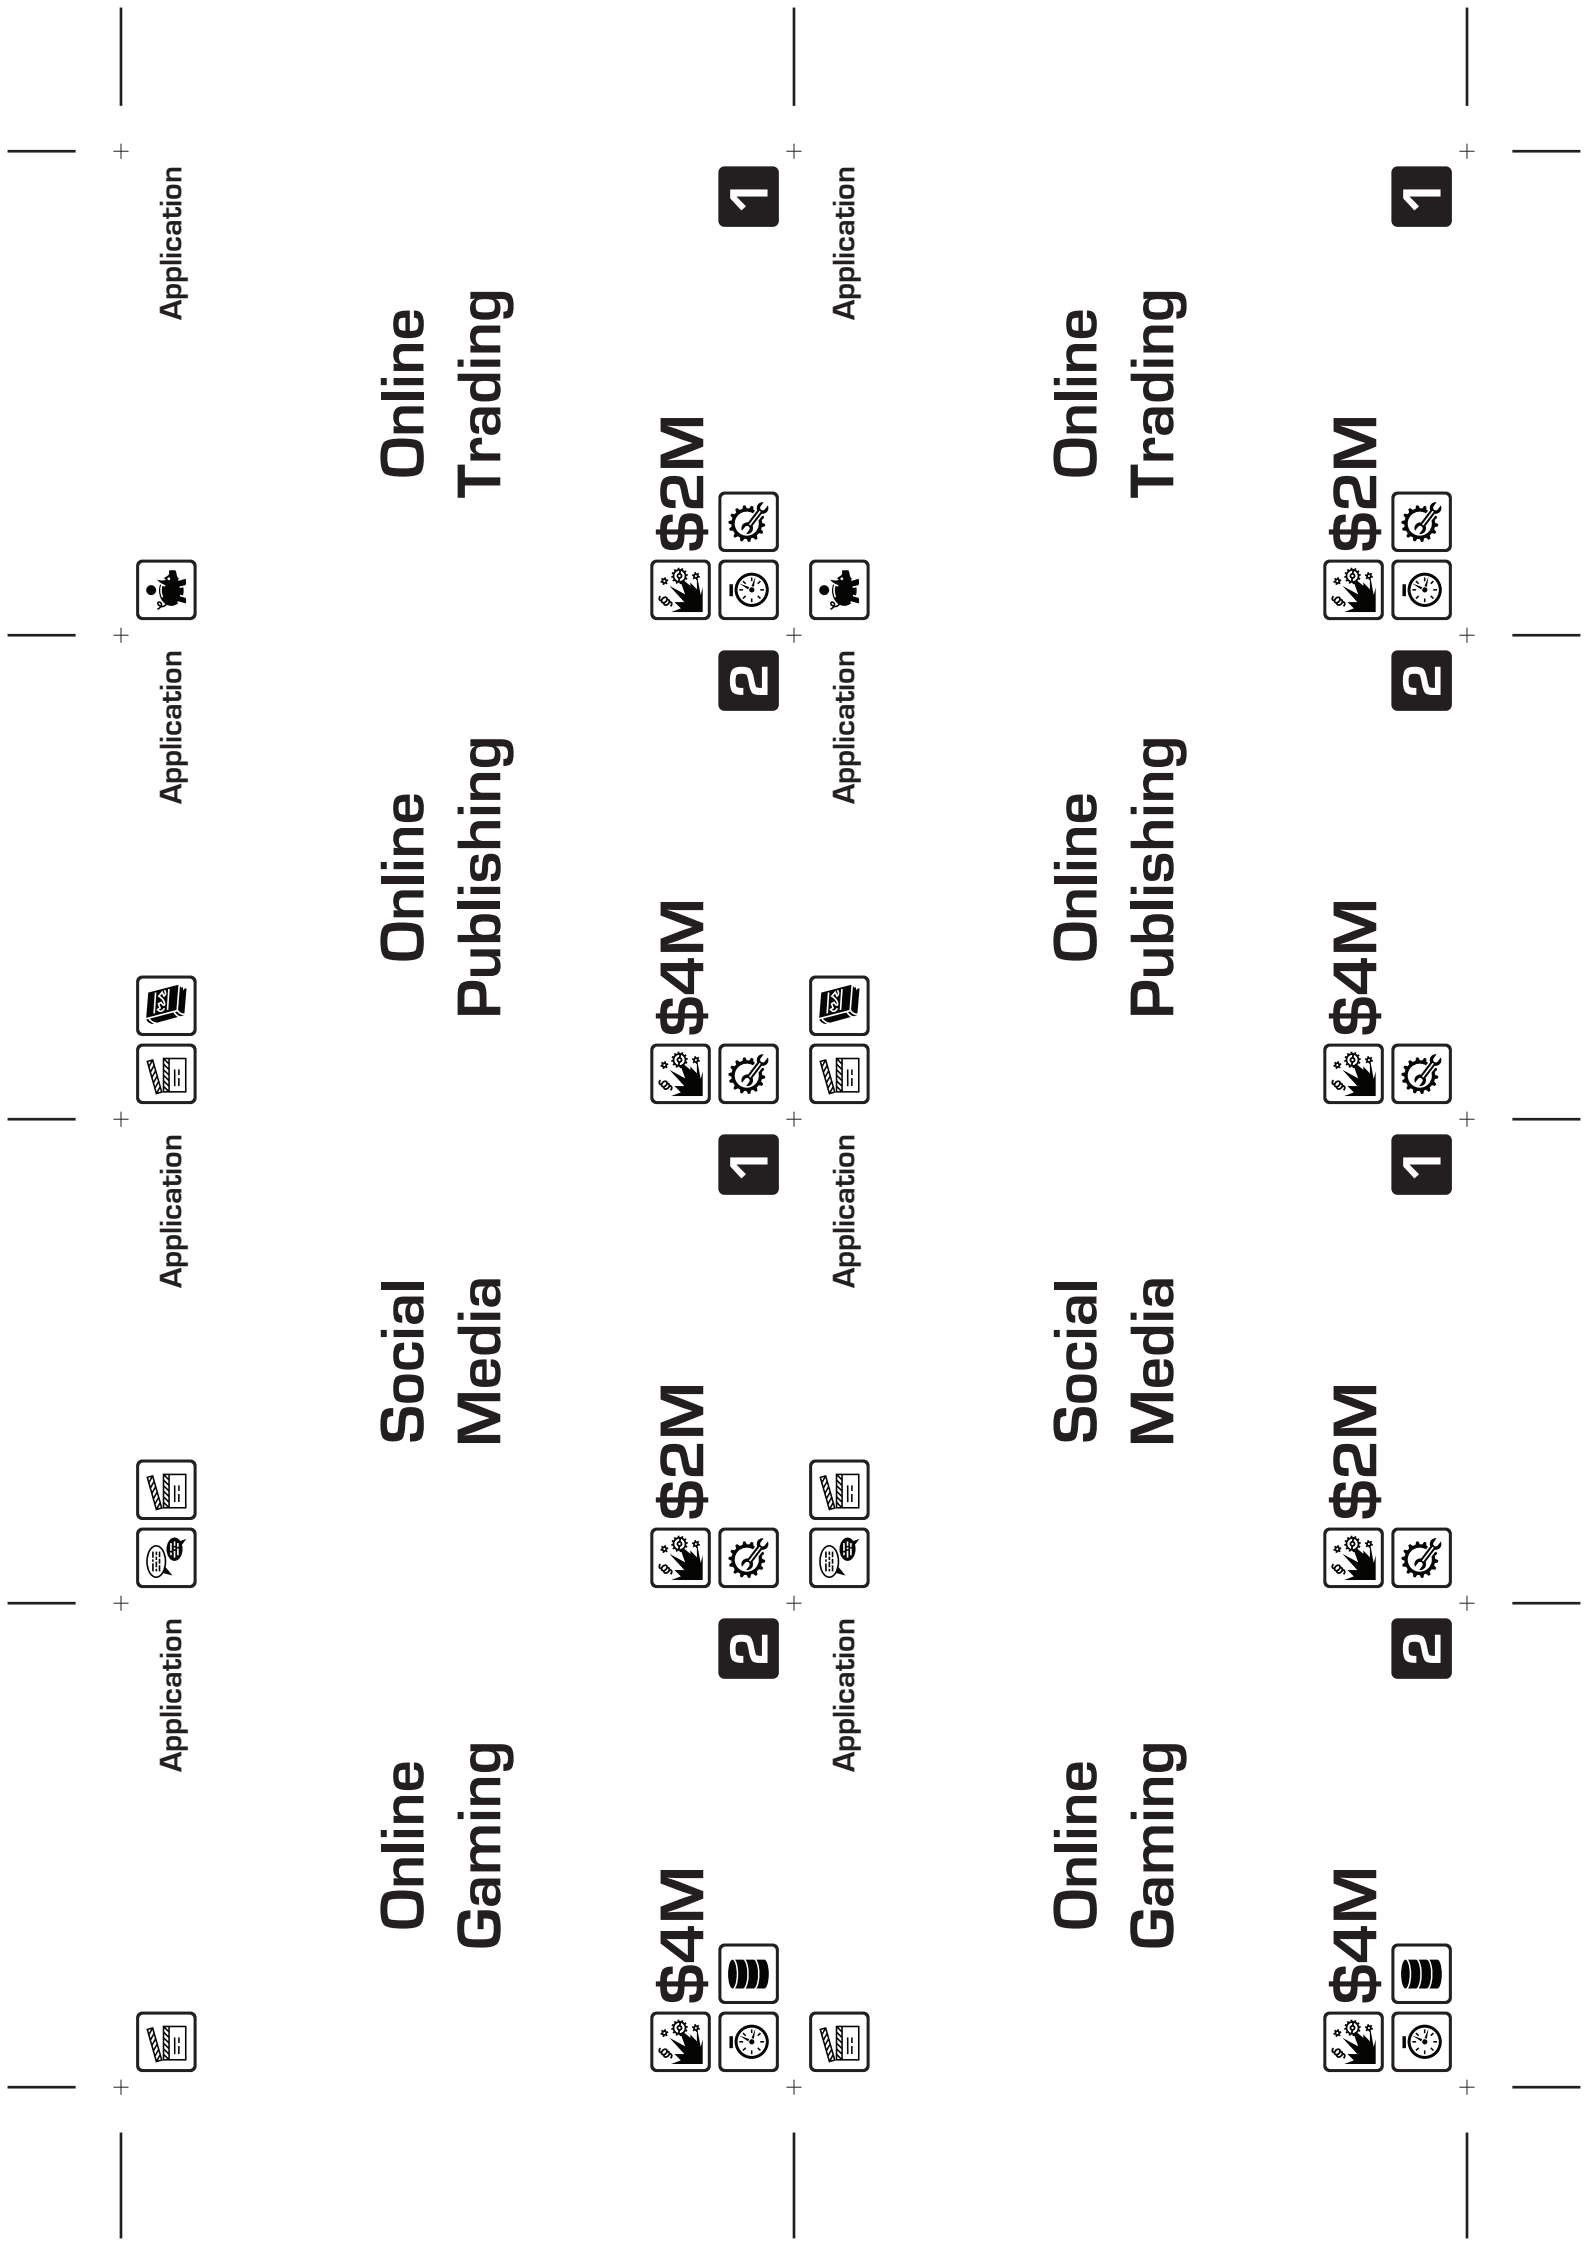 Application
Online
Trading
$2M
1
Application
Online
Trading
$2M
1
Application
Online
Publishing
$4M
2
Application
Online
Publishing
$4M
2
Application
Social
Media
$2M
1
Application
Social
Media
$2M
1
Application
Online
Gaming
$4M
2
Application
Online
Gaming
$4M
2